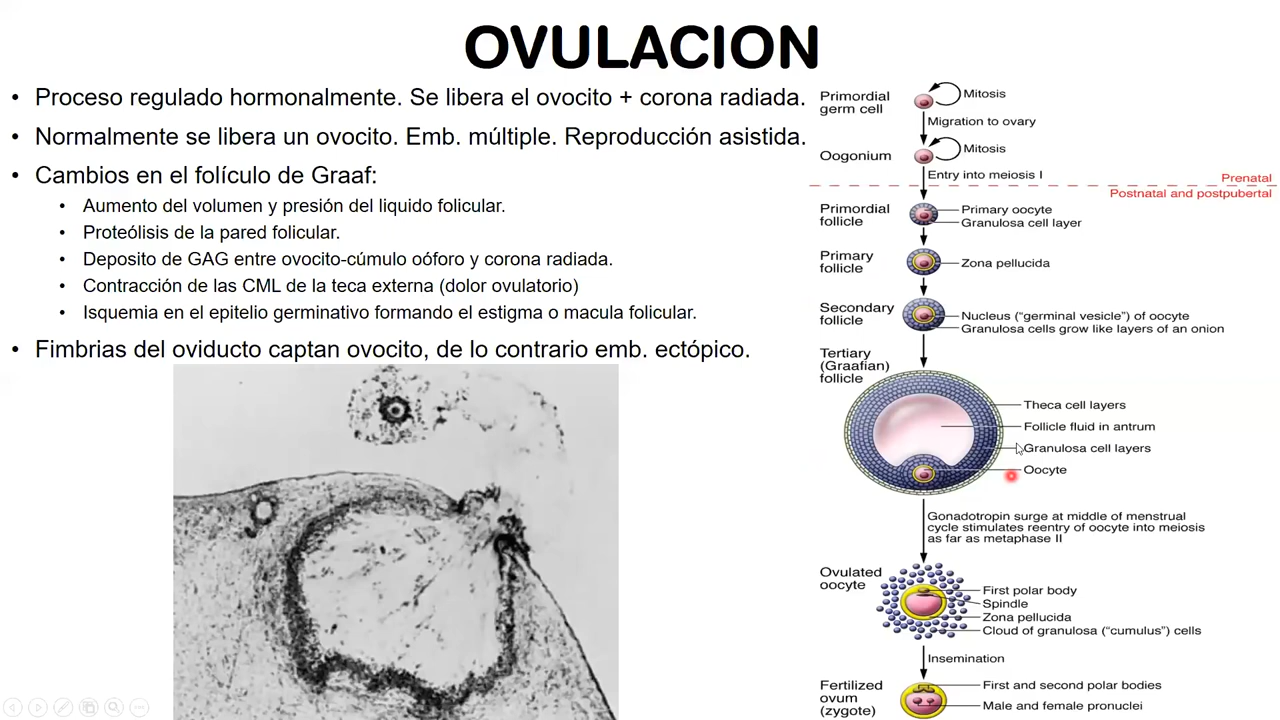 OVULACION
• Proceso regulado hormonalmente. Se libera el ovocito + corona radiada.
• Normalmente se libera un ovocito. Emb. múltiple. Reproducción asistida.
• Cambios en el folículo de Graaf:
• Aumento del volumen y presión del liquido folicular.
• Proteólisis de la pared folicular.
• Deposito de GAG entre ovocito-cúmulo oóforo y corona radiada.
• Contracción de las CML de la teca externa (dolor ovulatorio)
• Isquemia en el epitelio germinativo formando el estigma o macula folicular.
• Fimbrias del oviducto captan ovocito, de lo contrario emb. ectópico.
Primordial
germ cell
Mitosis
Migration to ovary
Oogonium
Mitosis
Entry into meiosis I
Prenatal
Postnatal and postpubertal
Primordial
follicle
Primary oocyte
Granulosa cell layer
Primary
follicle
Zona pellucida
Secondary
follicle
Nucleus (“germinal vesicle”) of oocyte
Granulosa cells grow like layers of an onion
Tertiary
(Graafian)
follicle
Theca cell layers
Follicle fluid in antrum
Granulosa cell layers
Oocyte
Gonadotropin surge at middle of menstrual
cycle stimulates reentry of oocyte into meiosis
as far as metaphase II
Ovulated
oocyte
First polar body
Spindle
Zona pellucida
Cloud of granulosa (“cumulus”) cells
Insemination
Fertilized
ovum
(zygote)
First and second polar bodies
Male and female pronuclei